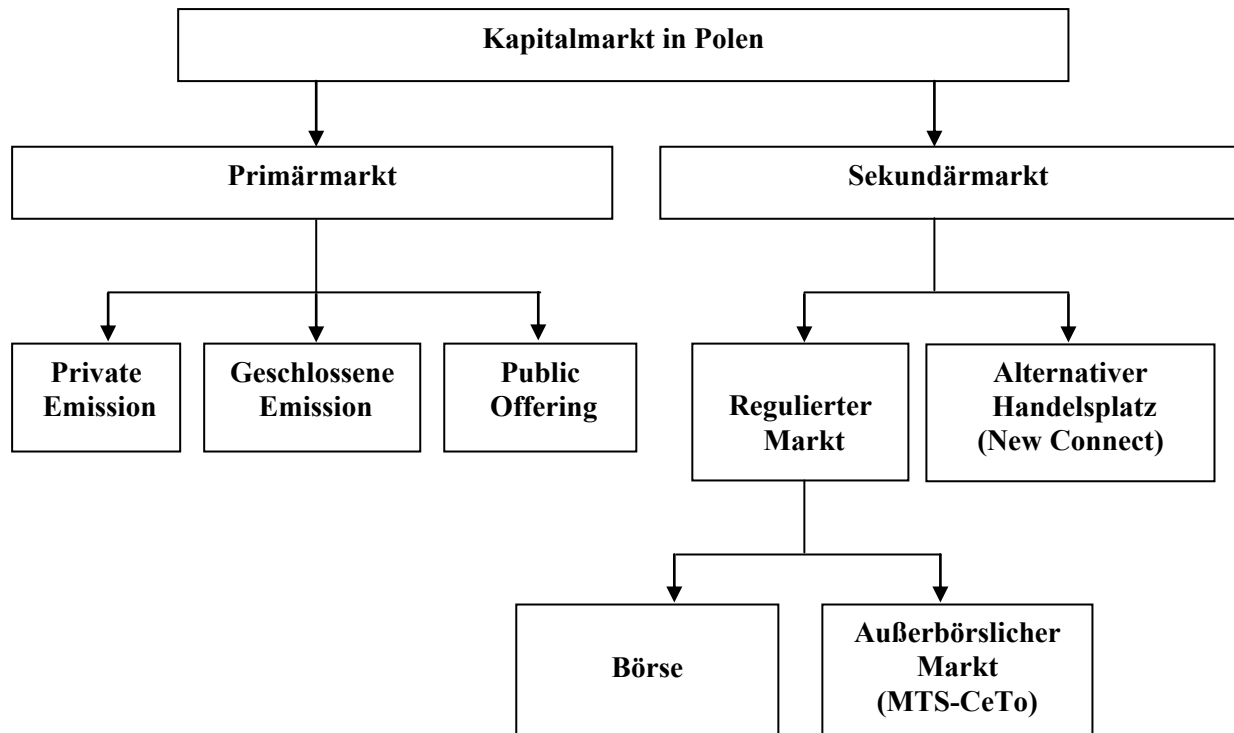 Kapitalmarkt in Polen
Primärmarkt
Sekundärmarkt
Private
Emission
Geschlossene
Emission
Public
Offering
Regulierter
Markt
Alternativer
Handelsplatz
(New Connect)
Börse
Außerbörslicher
Markt
(MTS-CeTo)